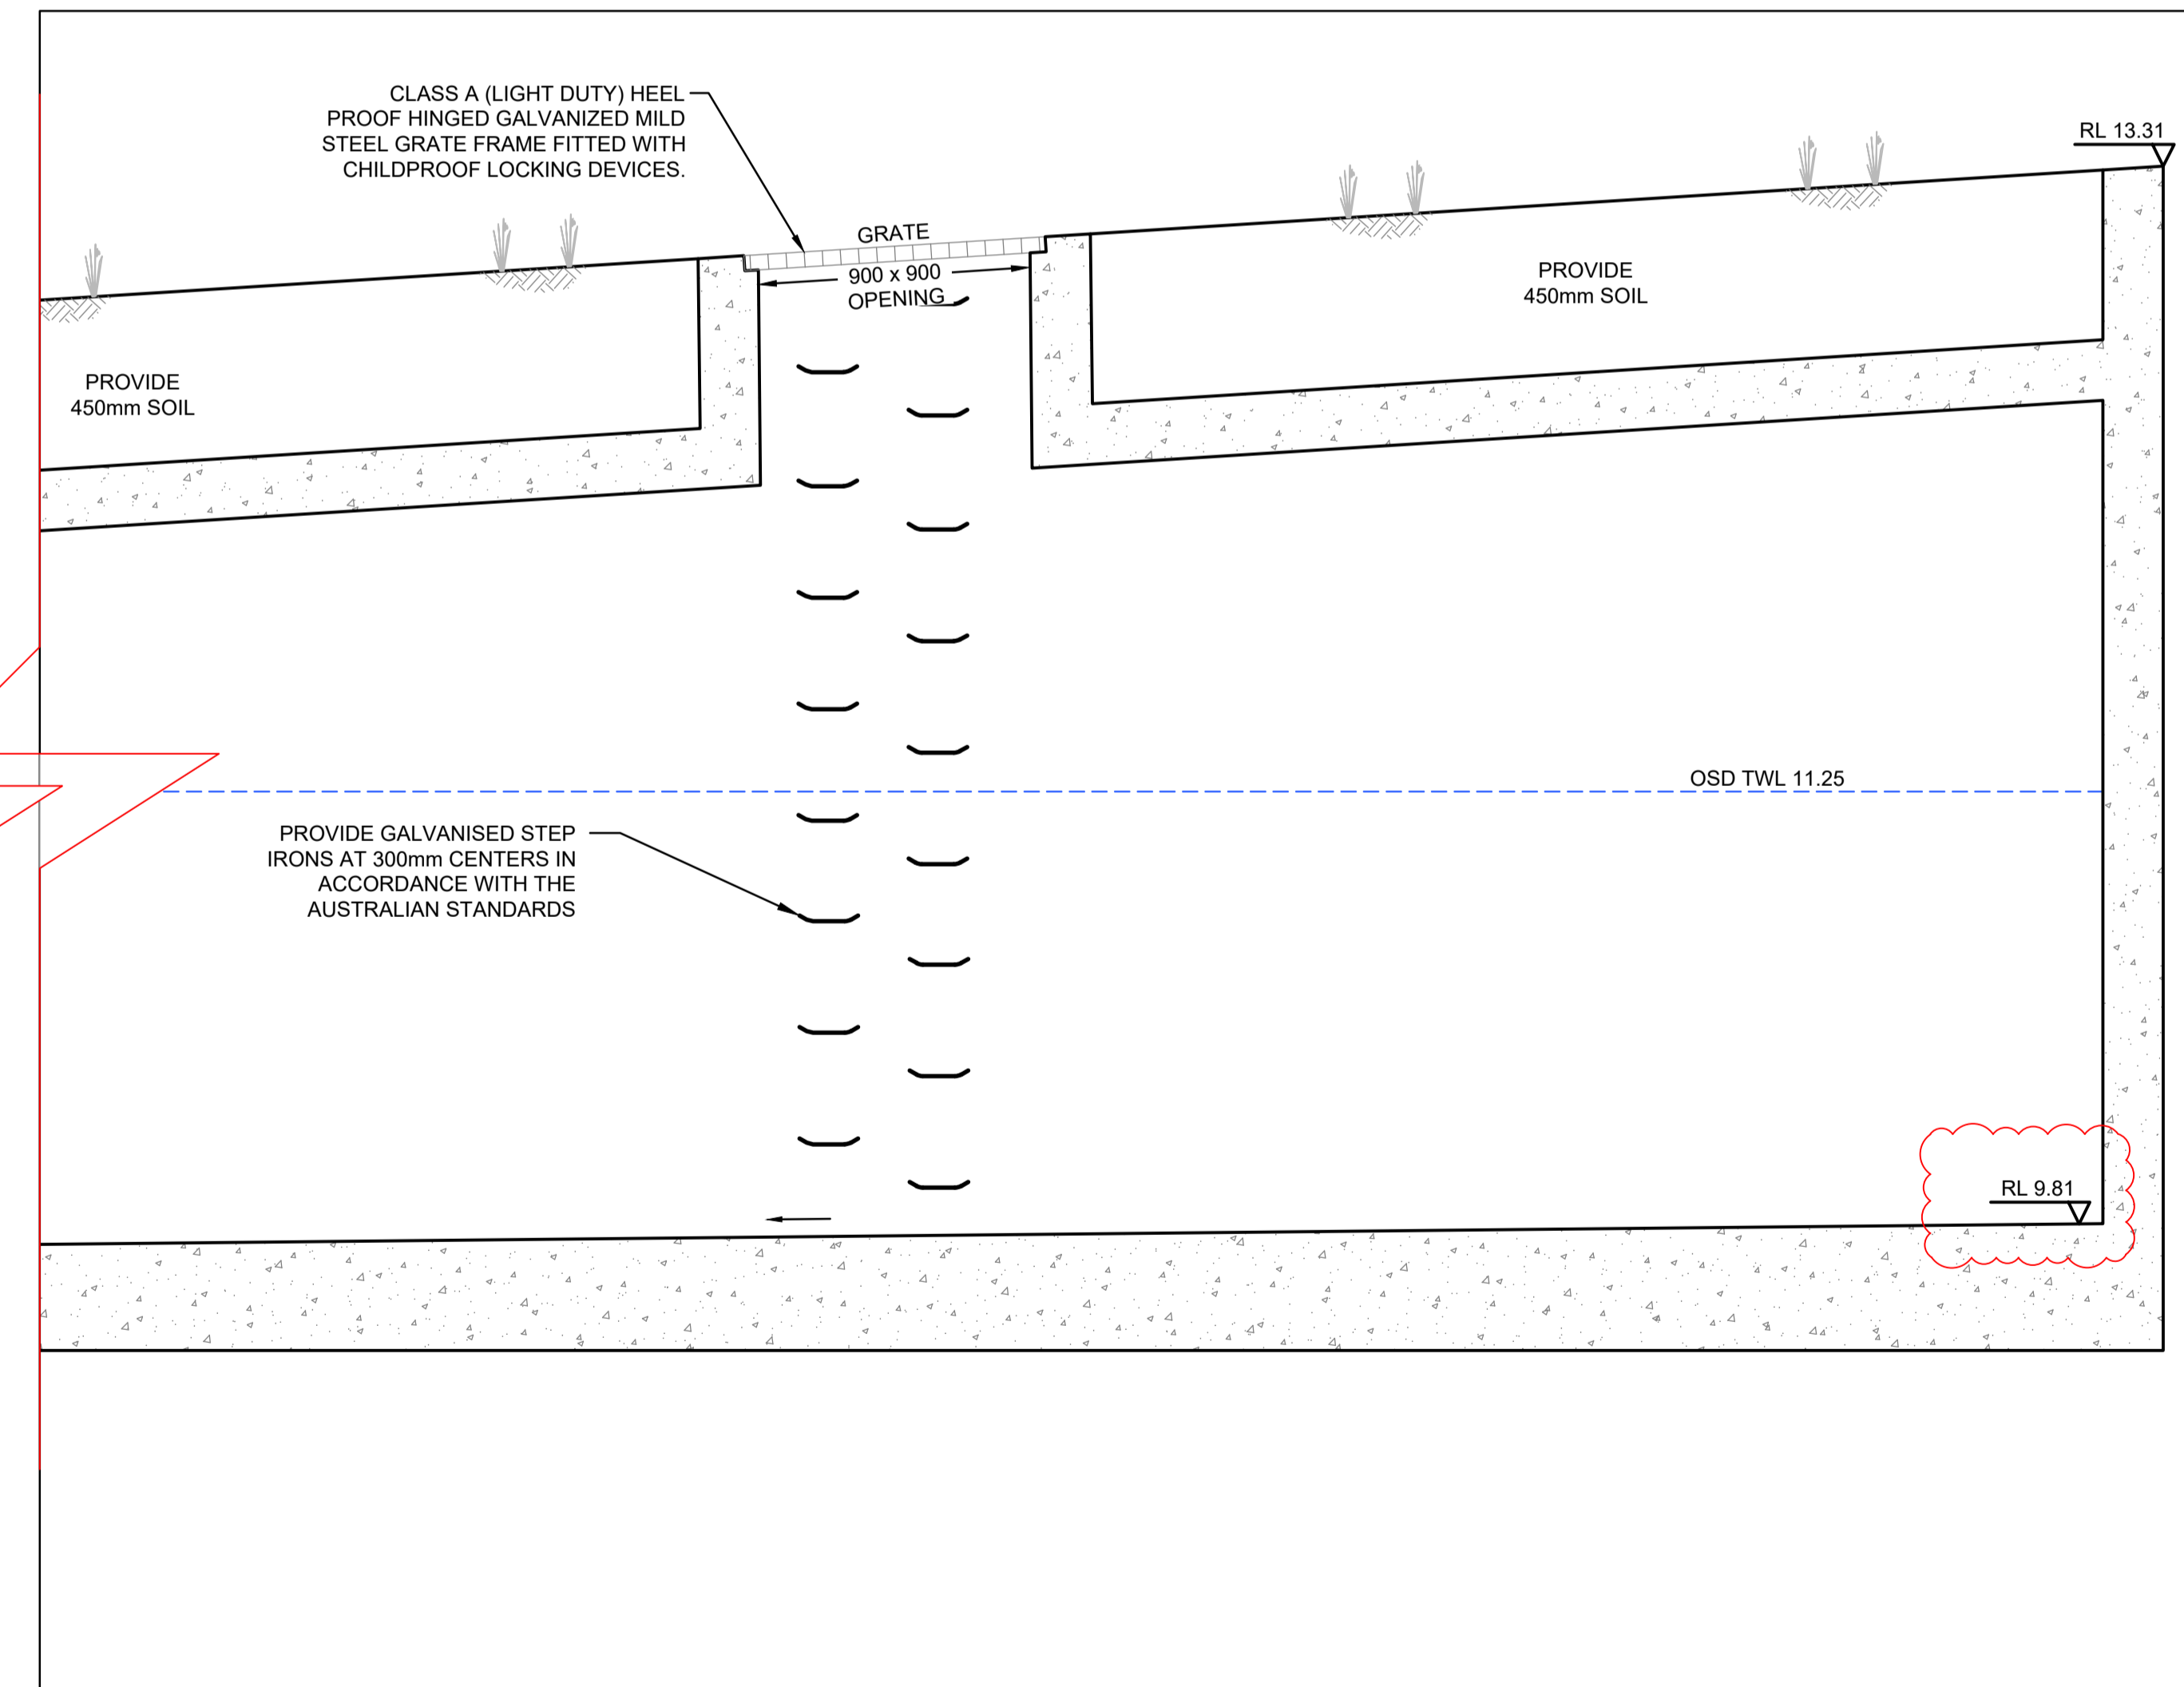 CLASS A (LIGHT DUTY) HEEL
PROOF HINGED GALVANIZED MILD
STEEL GRATE FRAME FITTED WITH
CHILDPROOF LOCKING DEVICES.
RL 13.31
GRATE
900 x 900
OPENING
PROVIDE
450mm SOIL
PROVIDE
450mm SOIL
OSD TWL 11.25
PROVIDE GALVANISED STEP
IRONS AT 300mm CENTERS IN
ACCORDANCE WITH THE
AUSTRALIAN STANDARDS
RL 9.81